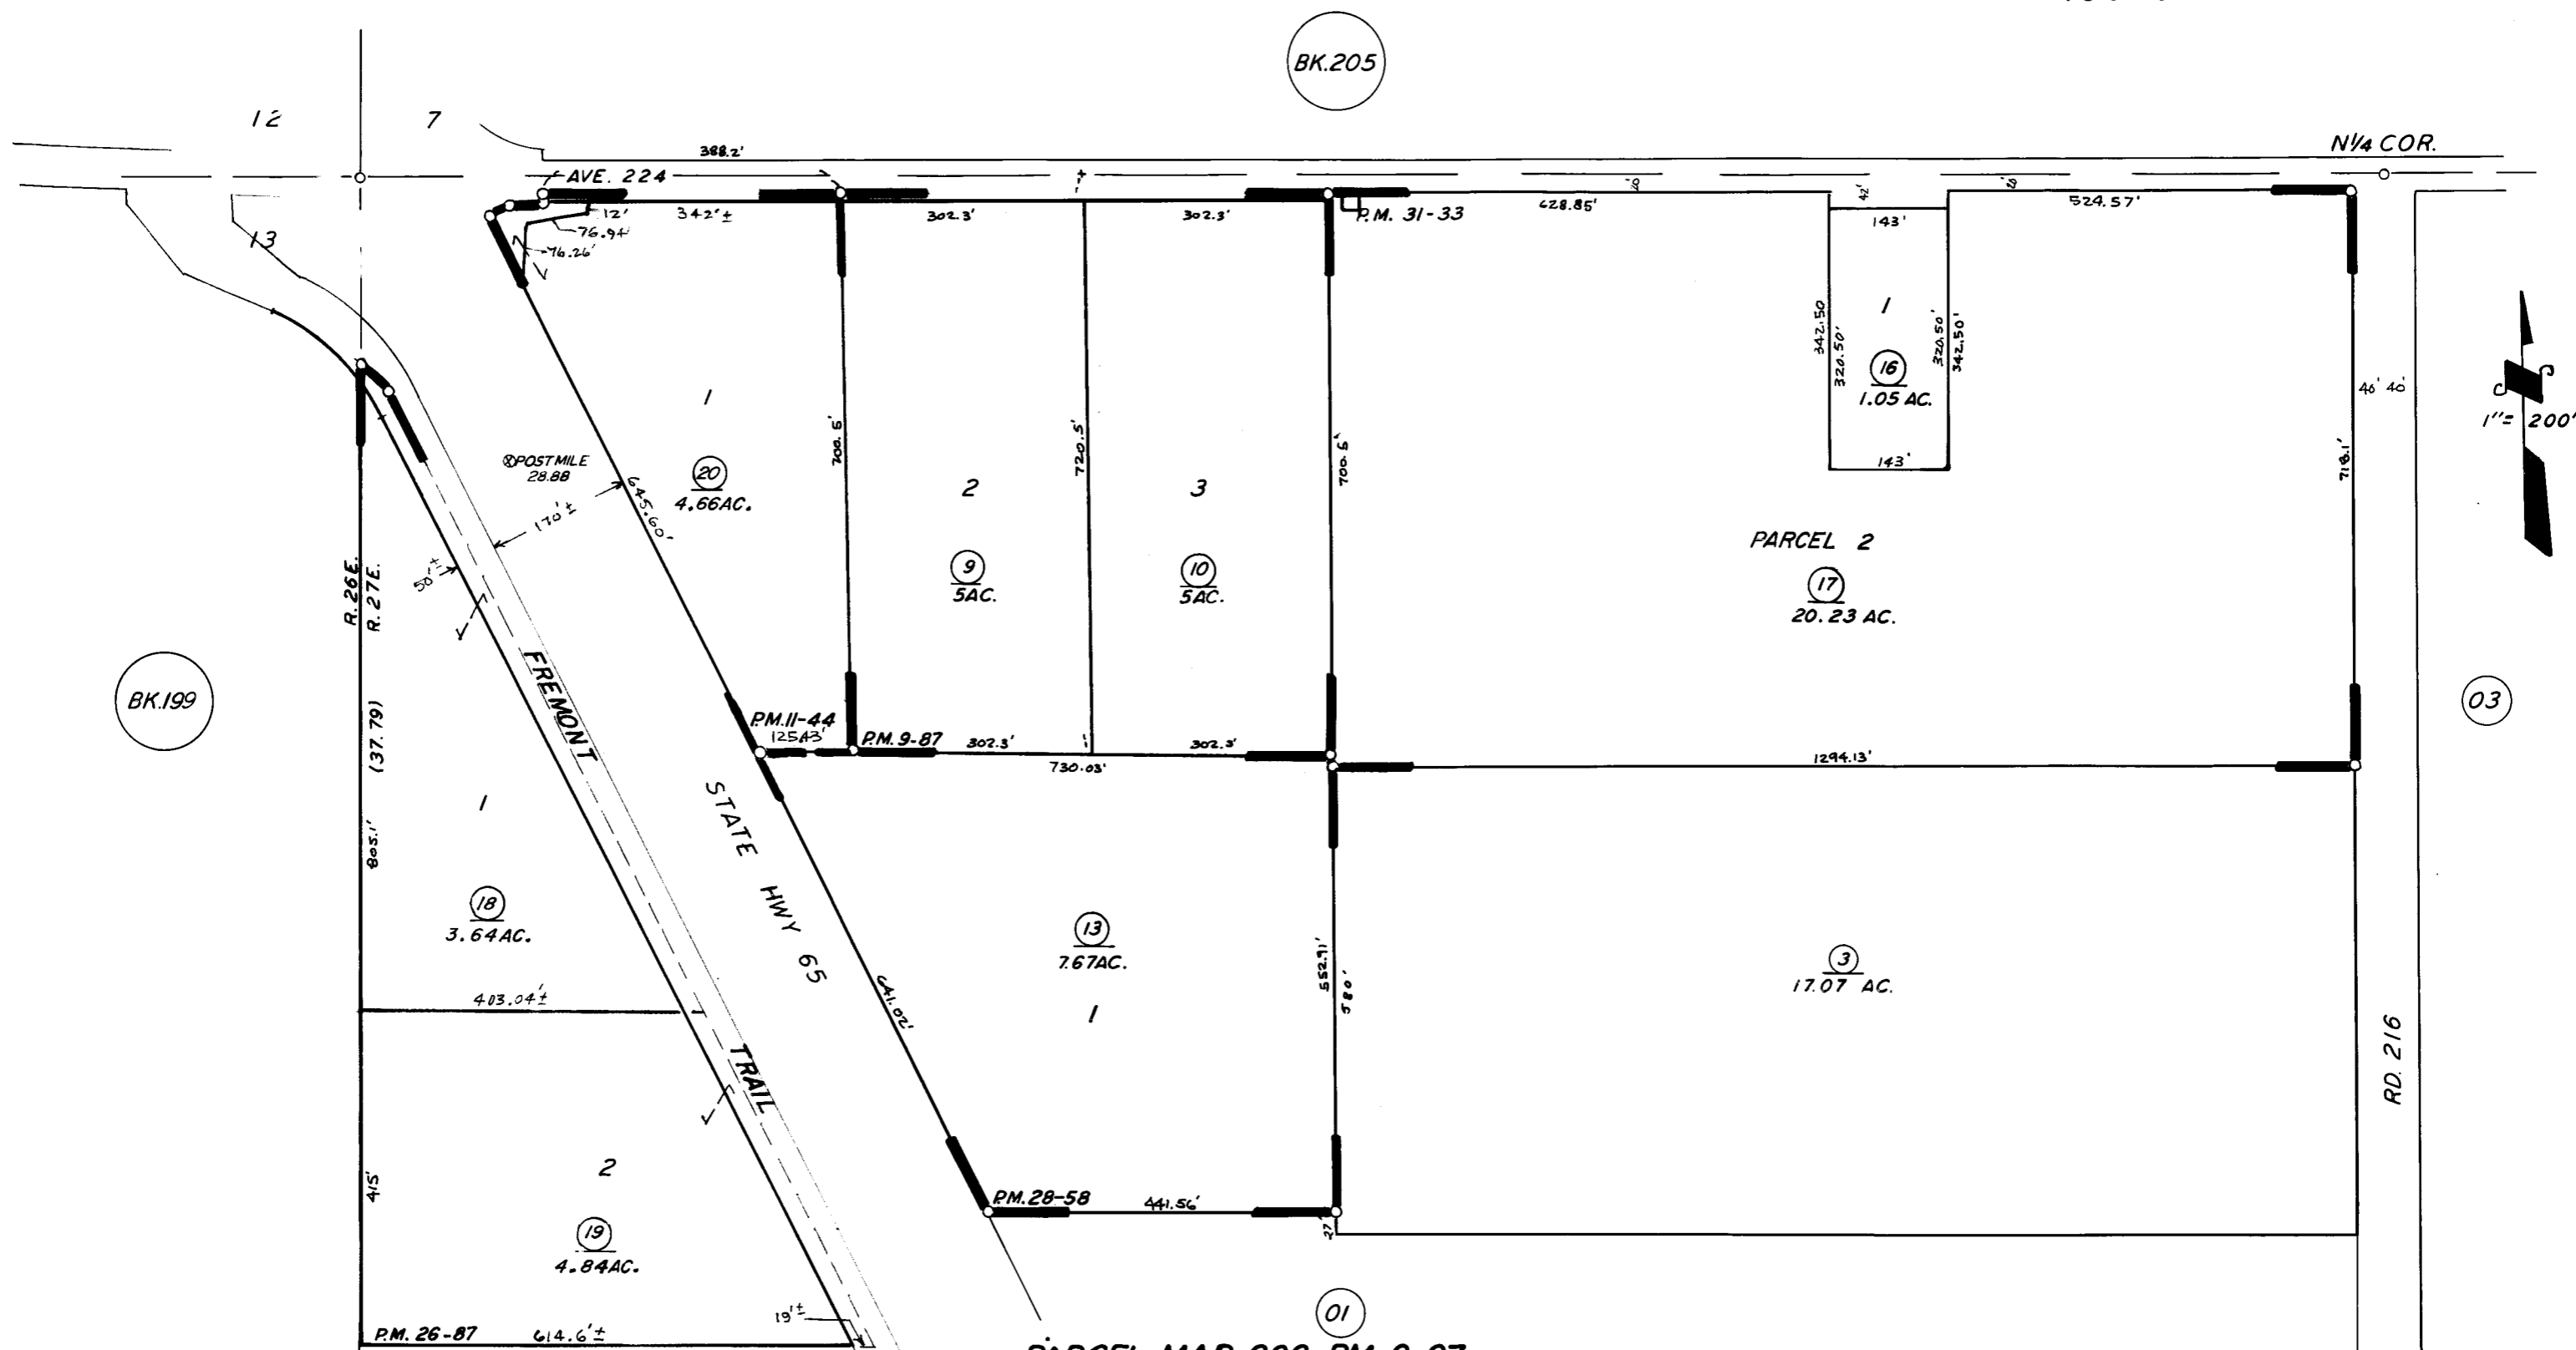 BK.205
12
7
N1/4 COR.
388.2'
AVE. 224
12'
342'±
302.3'
302.3'
P.M. 31-33
628.85'
20'
42'
143'
20'
524.57'
13
76.94'
76.26'
1
342.50
320.50'
320.50'
342.50'
16
1.05 AC.
40' 40'
1"= 200'
1
POST MILE
28.88
20
4.66AC.
645.60'
700.5'
720.5'
700.5'
718.1'
170'±
50'±
2
3
9
5AC.
10
5AC.
PARCEL 2
17
20.23 AC.
R.26E.
R.27E.
BK.199
03
FREMONT
(37.79)
P.M.11-44
125.43'
P.M. 9-87
302.3'
302.3'
730.03'
1294.13'
STATE HWY 65
1
805.1'
18
3.64AC.
13
7.67AC.
1
641.02'
552.91'
580'
3
17.07 AC.
403.04'±
RD. 216
TRAIL
2
415'
19
4.84AC.
P.M. 28-58
441.56'
27'
19'±
01
P.M. 26-87
614.6'±